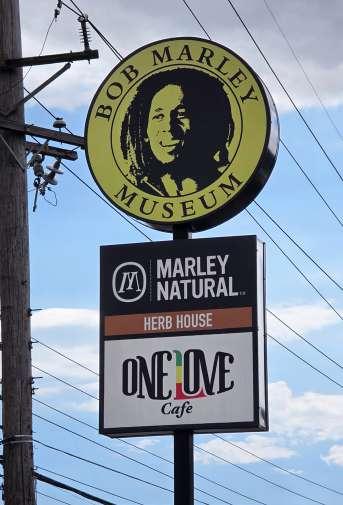 BOB MARLEY
MUSEUM
MARLEY
NATURAL
HERB HOUSE
ONE LOVE
Cafe